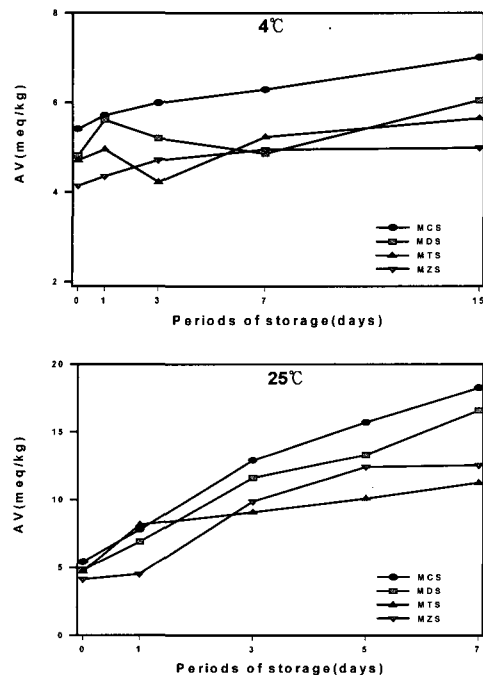 4℃
8
6
4
2
AV(meq/kg)
MCS
MDS
MTS
MZS
0 1 3 7 15
Periods of storage(days)
25℃
20
15
10
5
0
AV(meq/kg)
MCS
MDS
MTS
MZS
0 1 3 5 7
Periods of storage(days)